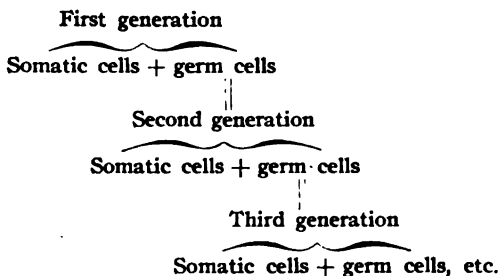 First generation
Somatic cells + germ cells
Second generation
Somatic cells + germ cells
Third generation
Somatic cells + germ cells, etc.